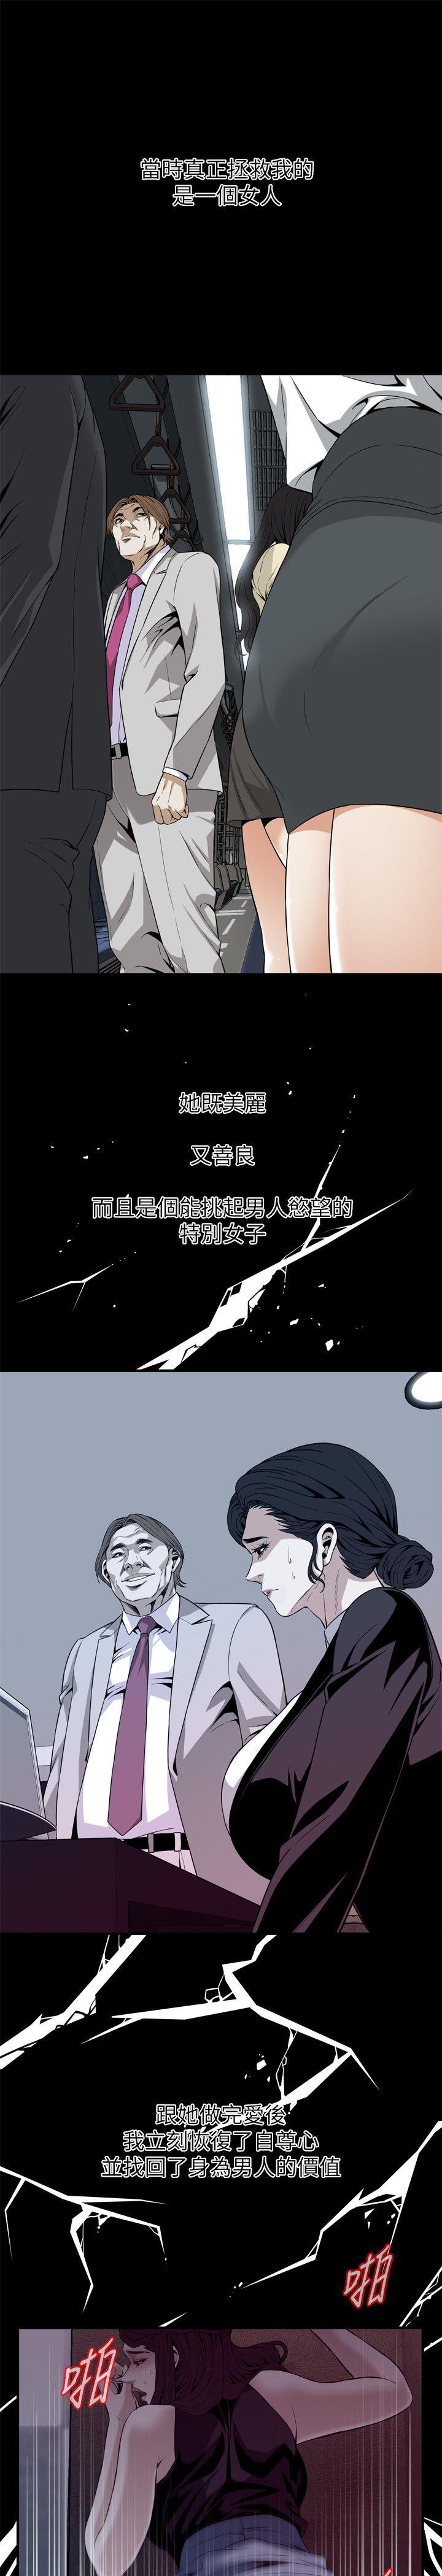 當時真正拯救我的
是一個女人
她既美麗
又善良
而且是個能挑起男人慾望的
特別女子
跟她做完愛後
我立刻恢復了自尊心
並找回了身為男人的價值
啪
啪